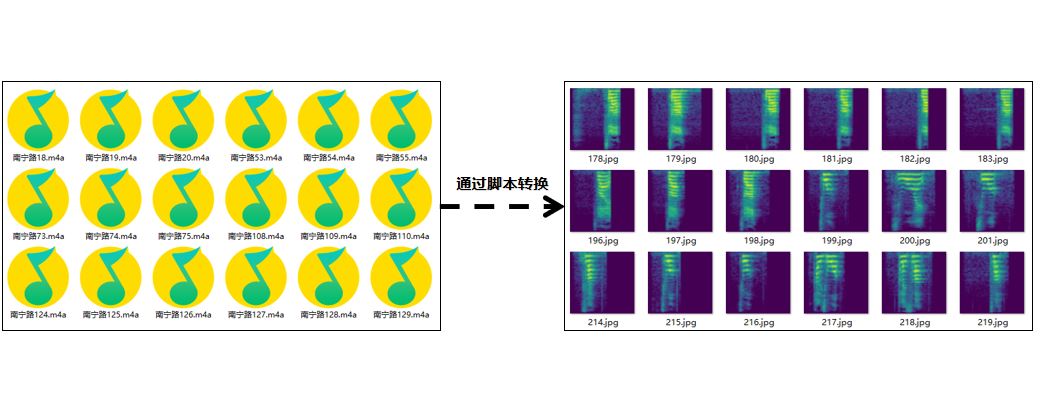 南宁路18.m4a 南宁路19.m4a 南宁路20.m4a 南宁路53.m4a 南宁路54.m4a 南宁路55.m4a
南宁路73.m4a 南宁路74.m4a 南宁路75.m4a 南宁路108.m4a 南宁路109.m4a 南宁路110.m4a
南宁路124.m4a 南宁路125.m4a 南宁路126.m4a 南宁路127.m4a 南宁路128.m4a 南宁路129.m4a
通过脚本转换
178.jpg 179.jpg 180.jpg 181.jpg 182.jpg 183.jpg
196.jpg 197.jpg 198.jpg 199.jpg 200.jpg 201.jpg
214.jpg 215.jpg 216.jpg 217.jpg 218.jpg 219.jpg